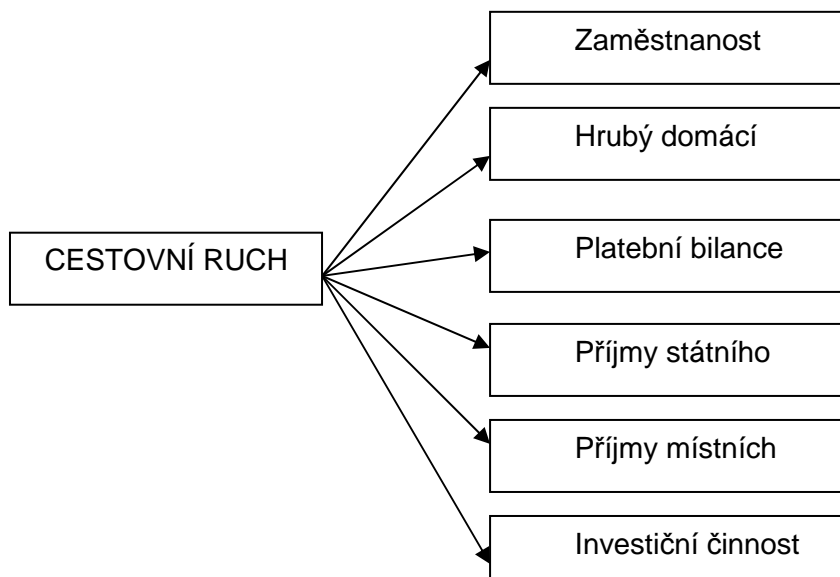 Zaměstnanost
Hrubý domácí
CESTOVNÍ RUCH
Platební bilance
Příjmy státního
Příjmy místních
Investiční činnost